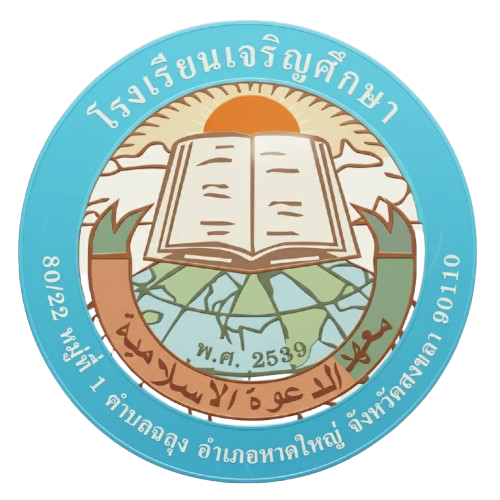 โรงเรียนเจริญศึกษา
พ.ศ. 2539
معهد الدعوة الاسلامية
80/22 หมู่ที่ 1 ตำบลฉลุง อำเภอหาดใหญ่ จังหวัดสงขลา 90110